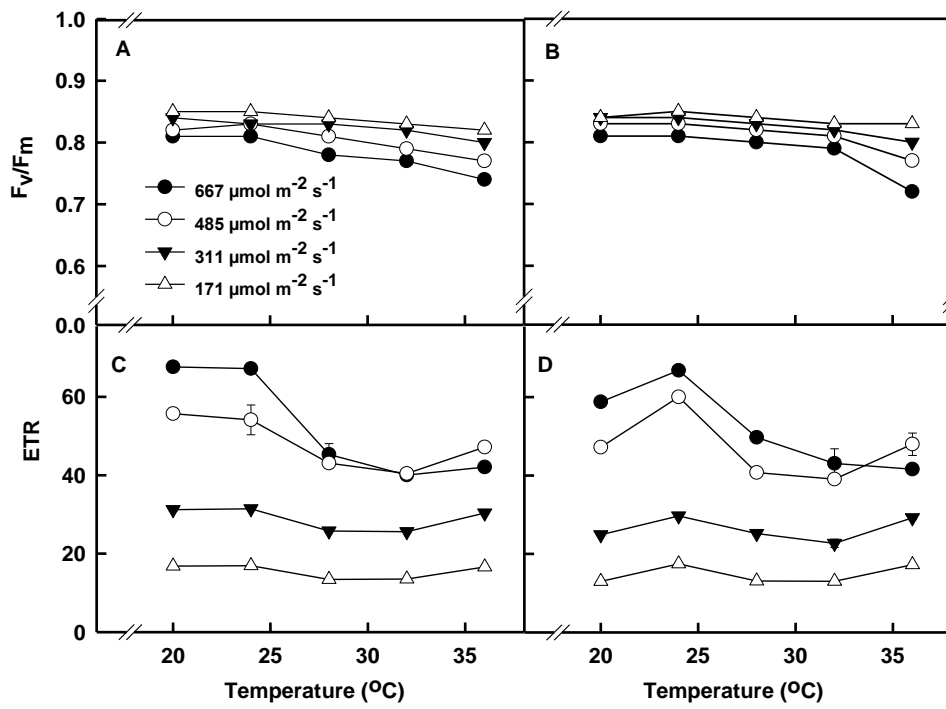 1.0
A
B
0.9
0.8
0.7
0.6
0.0
Fv/Fm
667 µmol m-2 s-1
485 µmol m-2 s-1
311 µmol m-2 s-1
171 µmol m-2 s-1
C
D
60
40
20
0
ETR
20 25 30 35
20 25 30 35
Temperature (OC)
Temperature (OC)